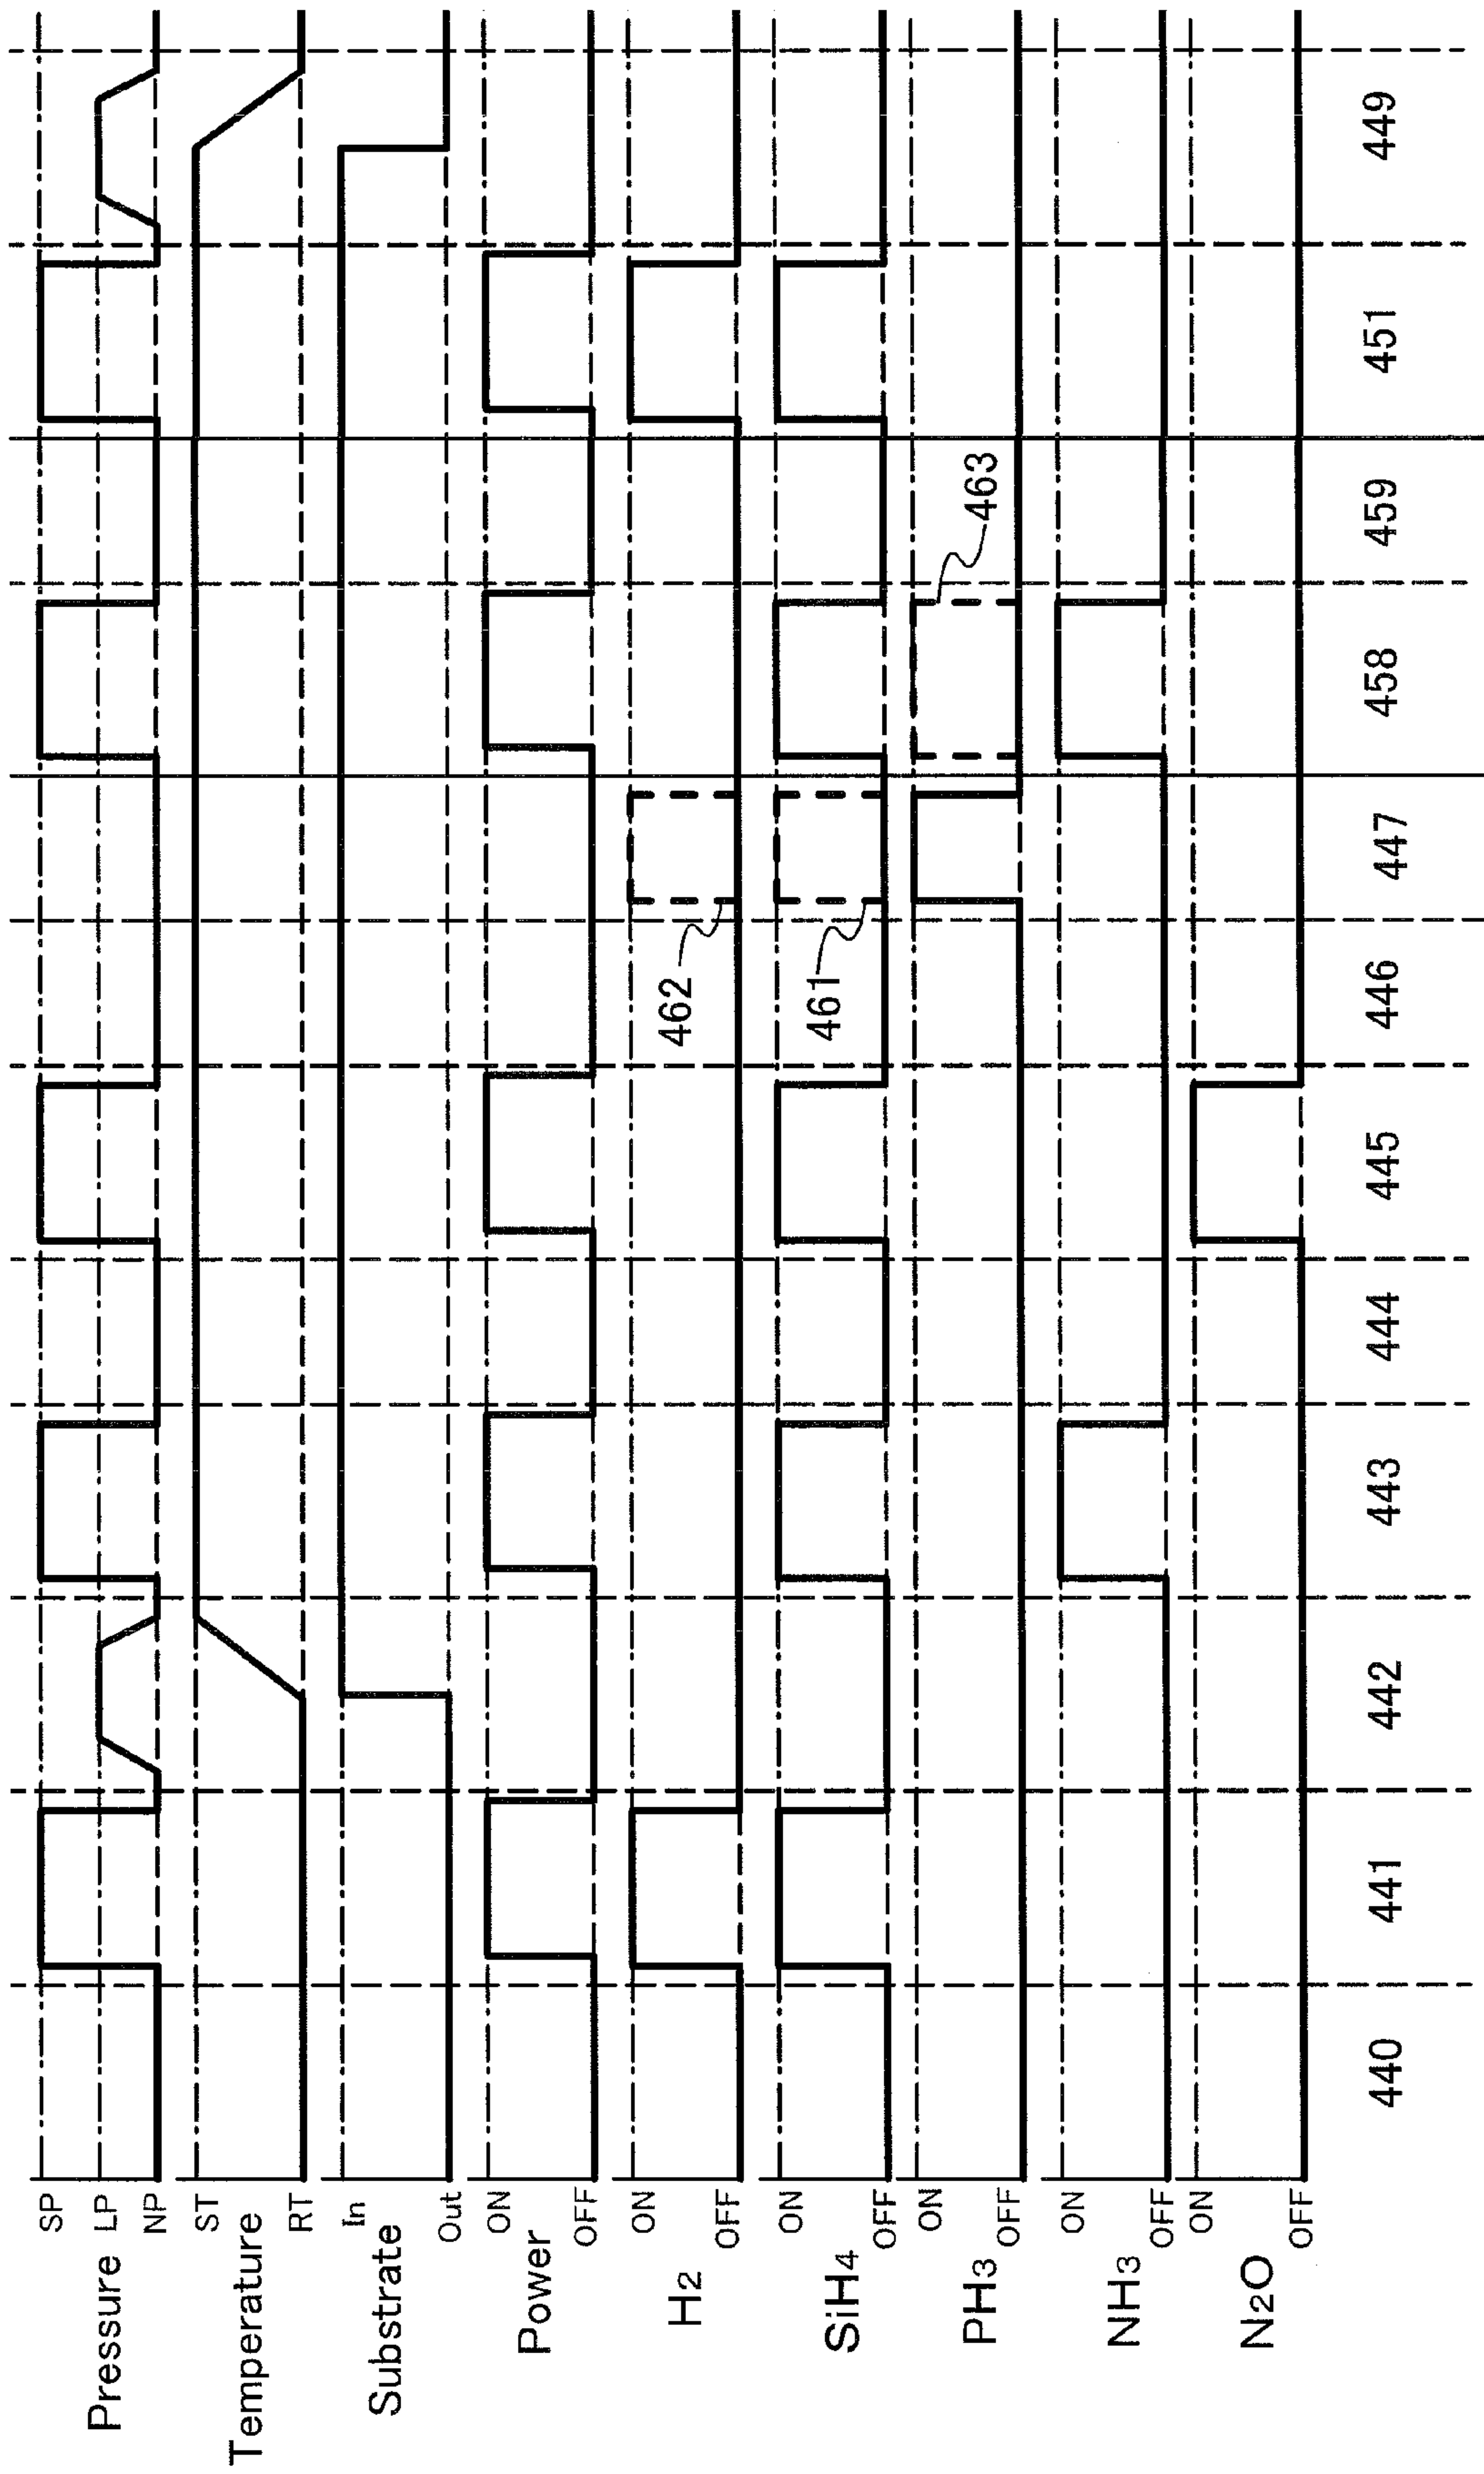 Pressure
SP
LP
NP
Temperature
ST
RT
Substrate
In
Out
Power
ON
OFF
H2
ON
OFF
462
SiH4
ON
OFF
461
PH3
ON
OFF
463
NH3
ON
OFF
N2O
ON
OFF
440 441 442 443 444 445 446 447 458 459 451 449